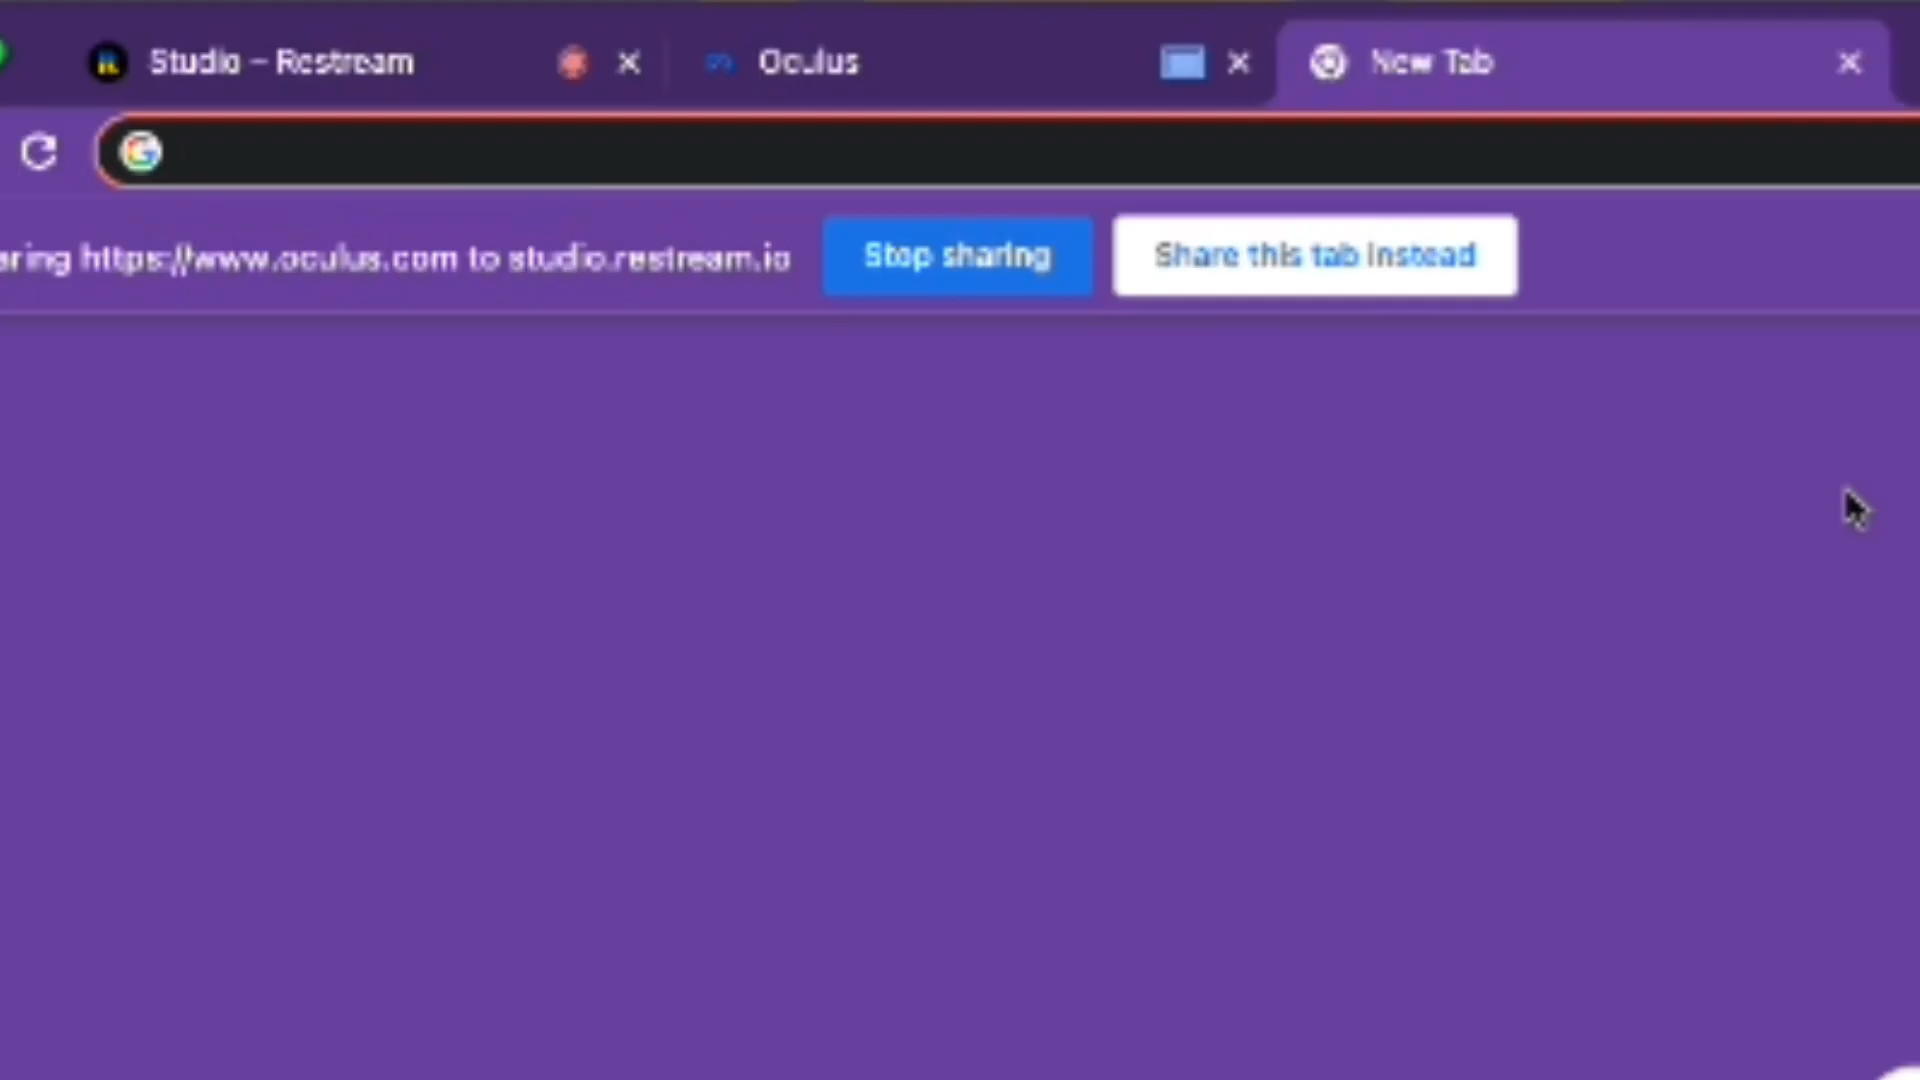 Studio – Restream
Oculus
New Tab
aring https://www.oculus.com to studio.restream.io
Stop sharing
Share this tab instead